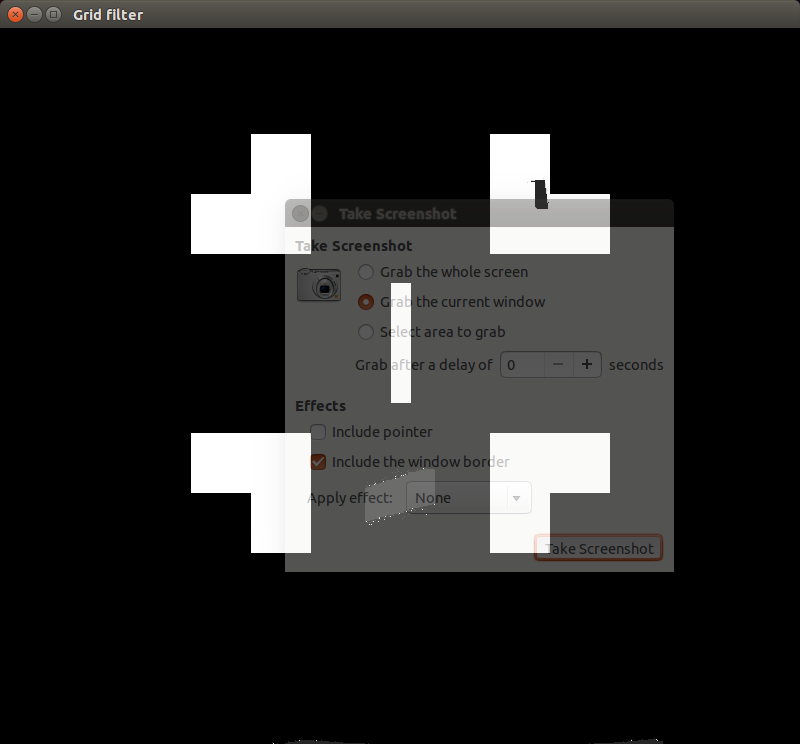 Grid filter
Take Screenshot
Take Screenshot
Grab the whole screen
Grab the current window
Select area to grab
Grab after a delay of 0 − + seconds
Effects
Include pointer
Include the window border
Apply effect: None
Take Screenshot